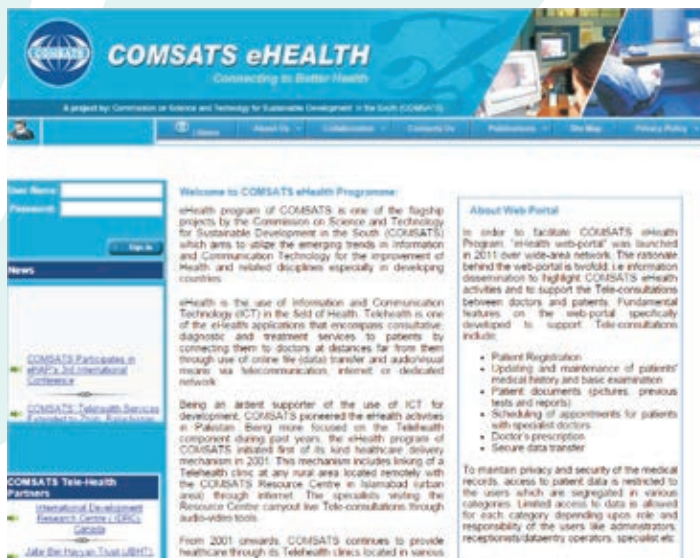 COMSATS
COMSATS eHEALTH
Connecting to Better Health
A project by: Commission on Science and Technology for Sustainable Development in the South (COMSATS)
Home
About Us
Collaboration
Contacts Us
Publications
Site Map
Privacy Policy
User Name
Password
Sign In
News
COMSATS Participates in
eHAP's 3rd International
Conference
COMSATS Telehealth Services
COMSATS Tele-Health
Partners
International Development
Research Centre (IDRC),
Canada
Jabir Bin Hayyan Trust (JBHT),
Welcome to COMSATS eHealth Programme:
eHealth program of COMSATS is one of the flagship
projects by the Commission on Science and Technology
for Sustainable Development in the South (COMSATS)
which aims to utilize the emerging trends in Information
and Communication Technology for the improvement of
Health and related disciplines especially in developing
countries.
eHealth is the use of Information and Communication
Technology (ICT) in the field of Health. Telehealth is one
of the eHealth applications that encompass consultative,
diagnostic and treatment services to patients by
connecting them to doctors at distances far from them
through use of online file (data) transfer and audio/visual
means via telecommunication, internet or dedicated
network.
Being an ardent supporter of the use of ICT for
development, COMSATS pioneered the eHealth activities
in Pakistan. Being more focused on the Telehealth
component during past years, the eHealth program of
COMSATS initiated first of its kind healthcare delivery
mechanism in 2001. This mechanism includes linking of a
Telehealth clinic at any rural area located remotely with
the COMSATS Resource Centre in Islamabad (urban
area) through internet. The specialists visiting the
Resource Centre carryout live Tele-consultations through
audio-video tools.
From 2001 onwards, COMSATS continues to provide
healthcare through its Telehealth clinics located in various
About Web Portal
In order to facilitate COMSATS eHealth
Program, "eHealth web-portal" was launched
in 2011 over wide-area network. The rationale
behind the web-portal is twofold, i.e information
dissemination to highlight COMSATS eHealth
activities and to support the Tele-consultations
between doctors and patients. Fundamental
features on the web-portal specifically
developed to support Tele-consultations
include;
• Patient Registration
• Updating and maintenance of patients'
medical history and basic examination
• Patient documents (pictures, previous
tests and reports)
• Scheduling of appointments for patients
with specialist doctors
• Doctor's prescription
• Secure data transfer
To maintain privacy and security of the medical
records, access to patient data is restricted to
the users which are segregated in various
categories. Limited access to data is allowed
for each category depending upon role and
responsibility of the users like administrators,
receptionists/dataentry operators, specialist etc